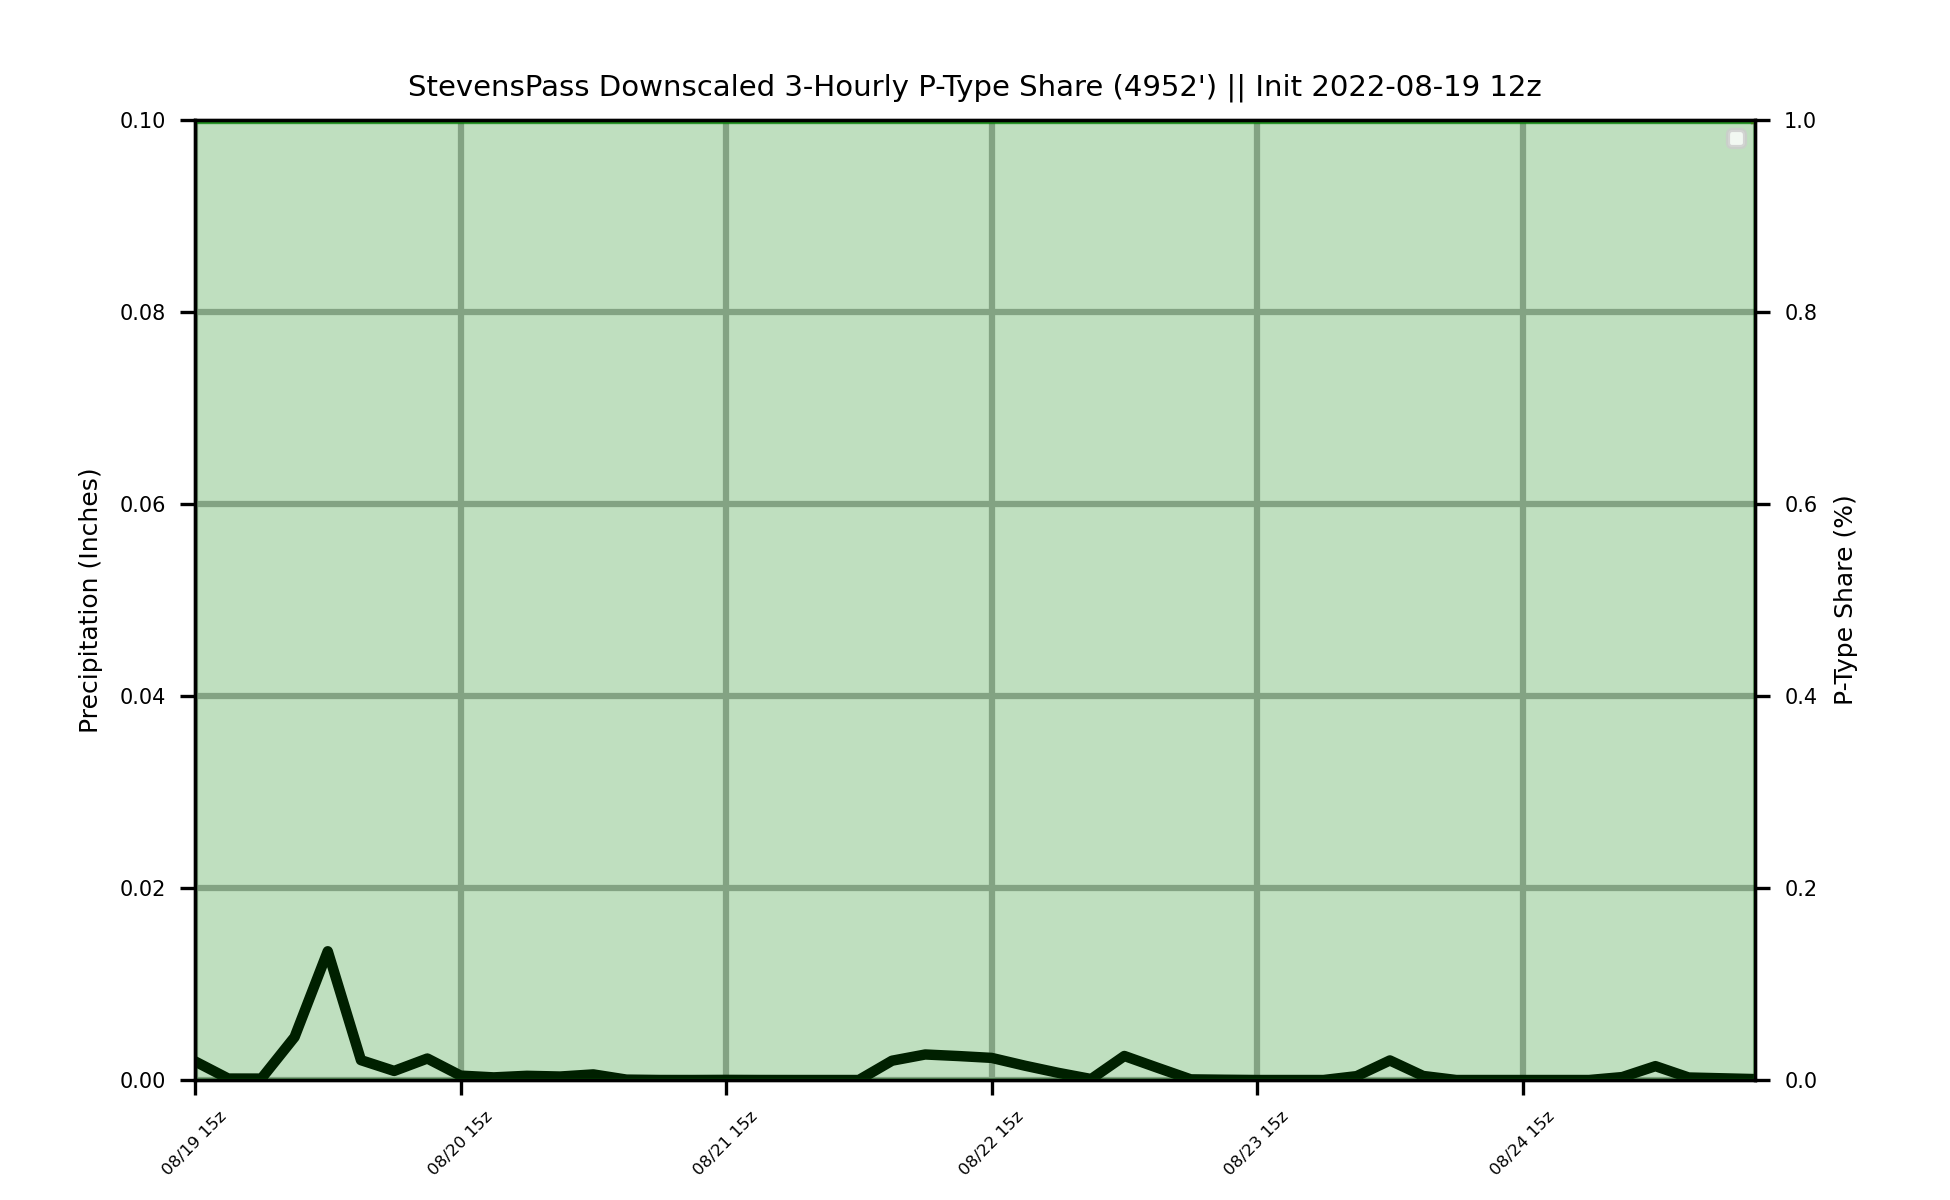 StevensPass Downscaled 3-Hourly P-Type Share (4952') || Init 2022-08-19 12z
0.10
0.08
0.06
0.04
0.02
0.00
Precipitation (Inches)
1.0
0.8
0.6
0.4
0.2
0.0
P-Type Share (%)
08/19 15z
08/20 15z
08/21 15z
08/22 15z
08/23 15z
08/24 15z